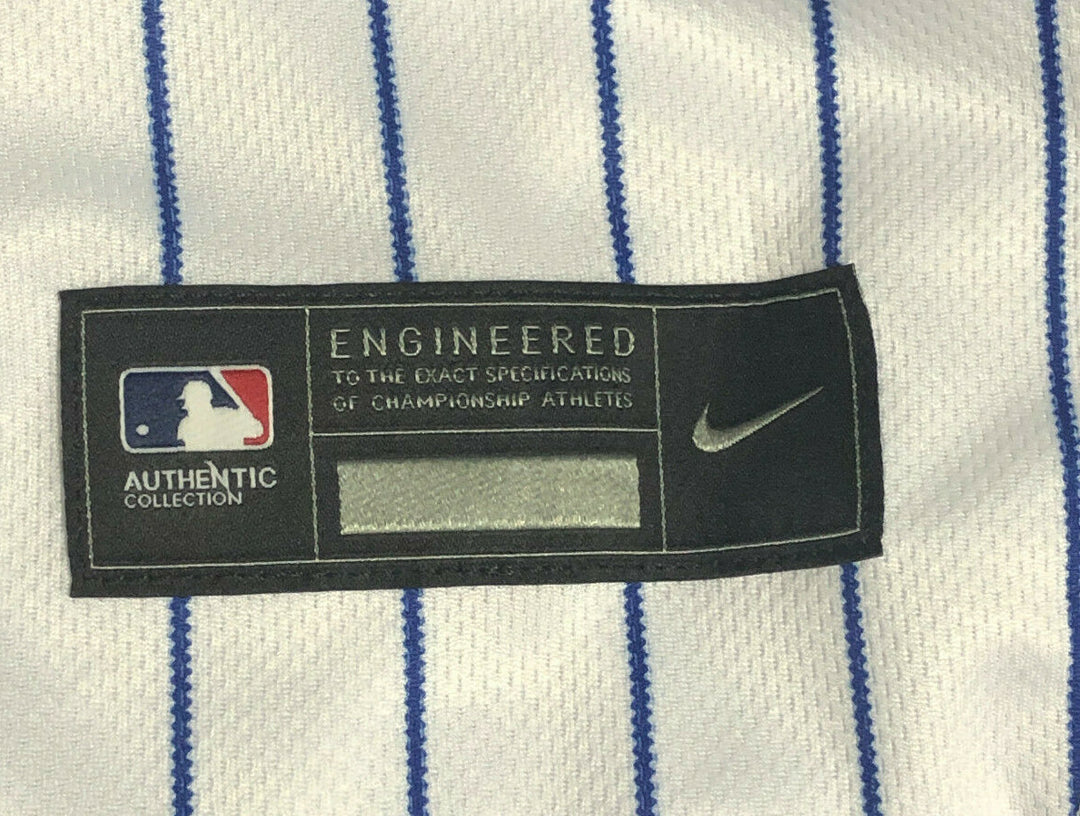 ENGINEERED
TO THE EXACT SPECIFICATIONS
OF CHAMPIONSHIP ATHLETES
AUTHENTIC
COLLECTION